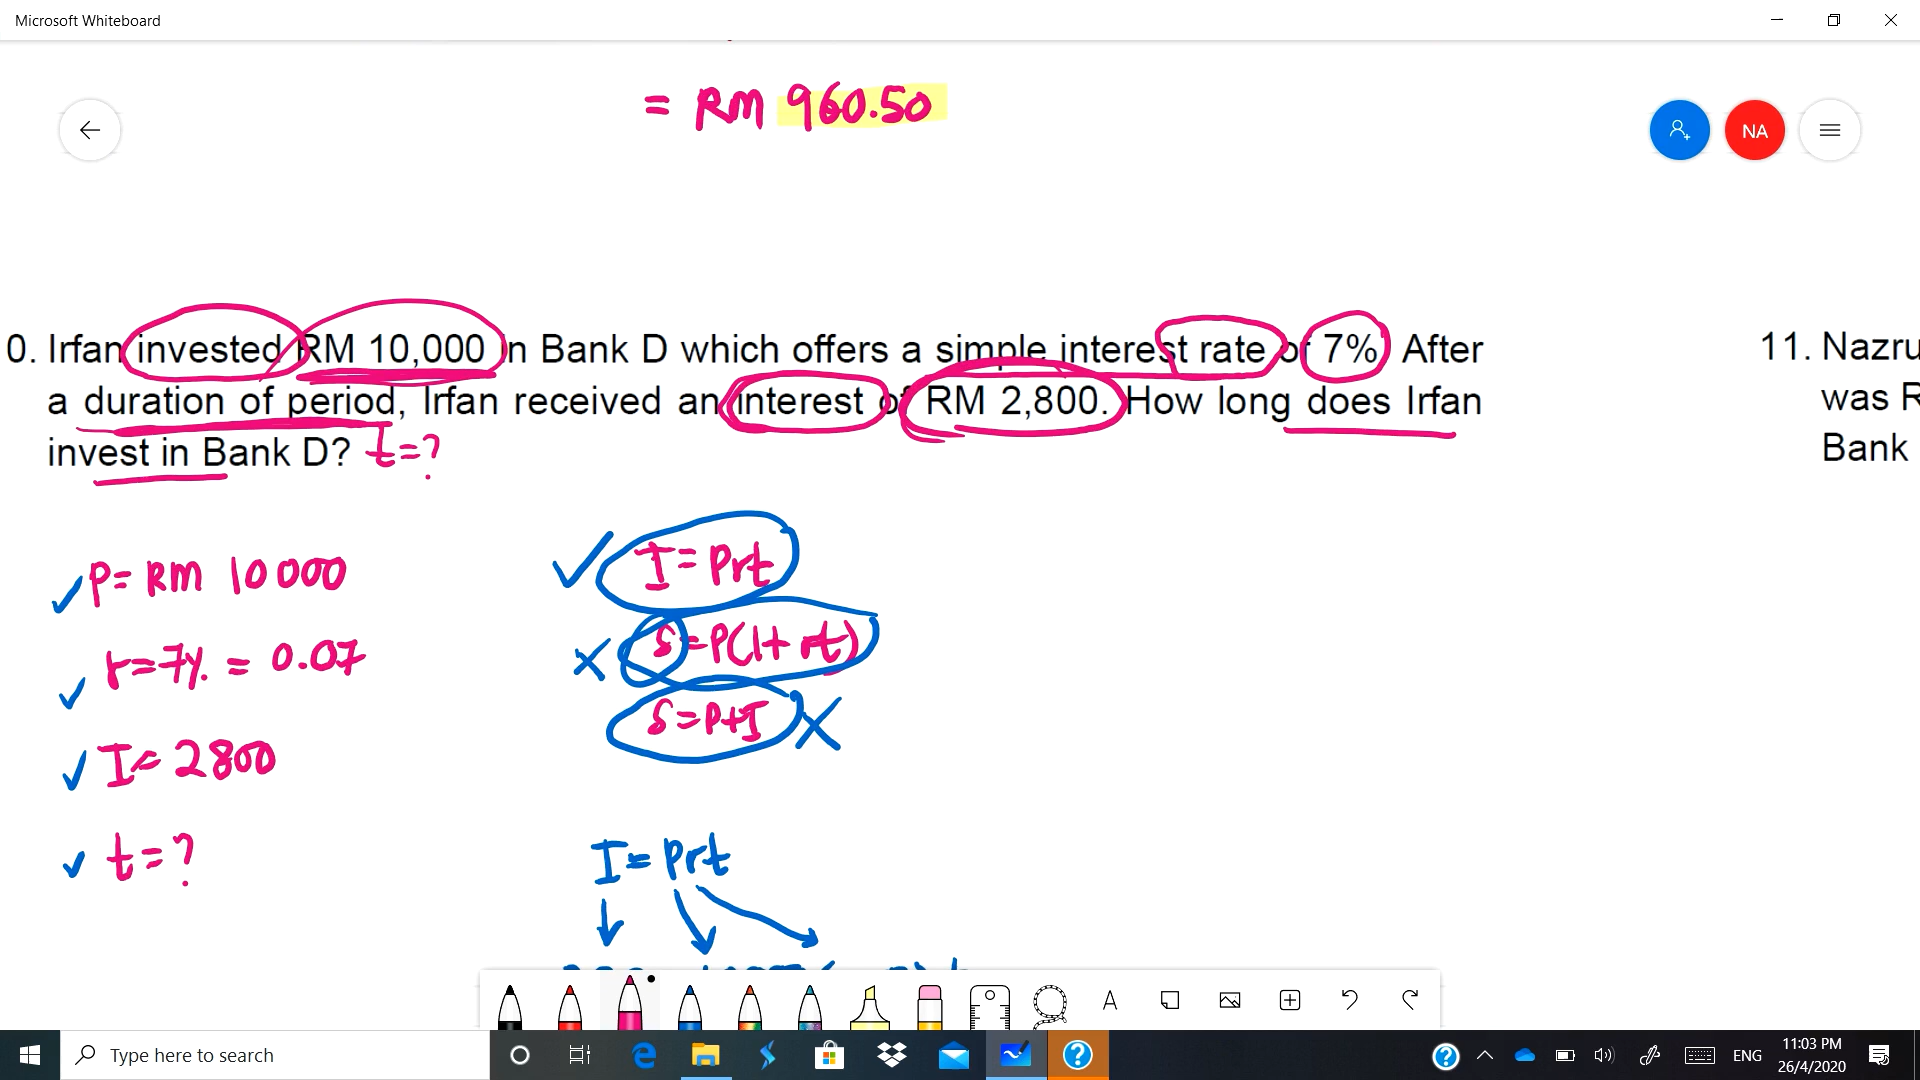 Microsoft Whiteboard
= RM 960.50
NA
0. Irfan invested RM 10,000 in Bank D which offers a simple interest rate of 7%. After
a duration of period, Irfan received an interest of RM 2,800. How long does Irfan
invest in Bank D? t=?
11. Nazru
was R
Bank
P= RM 10 000
r=7% = 0.07
I= 2800
t=?
I=Prt
S=P(1+rt)
S=P+I
I= Prt
A
Type here to search
ENG
11:03 PM
26/4/2020